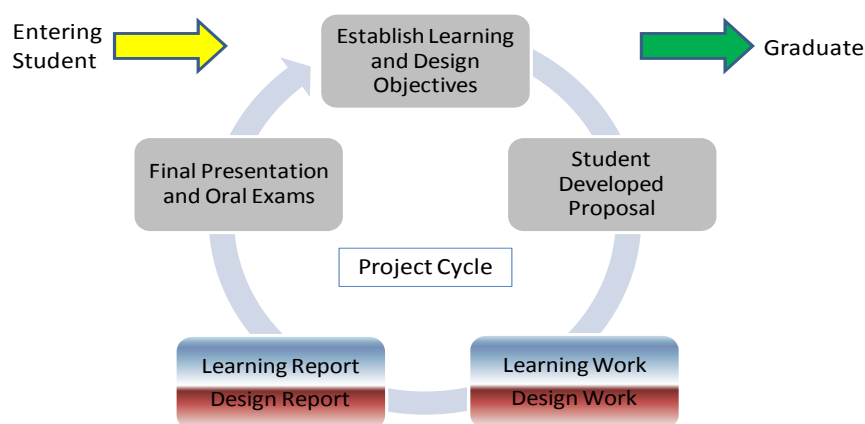 Entering
Student
Establish Learning
and Design
Objectives
Graduate
Final Presentation
and Oral Exams
Student
Developed
Proposal
Project Cycle
Learning Report
Design Report
Learning Work
Design Work